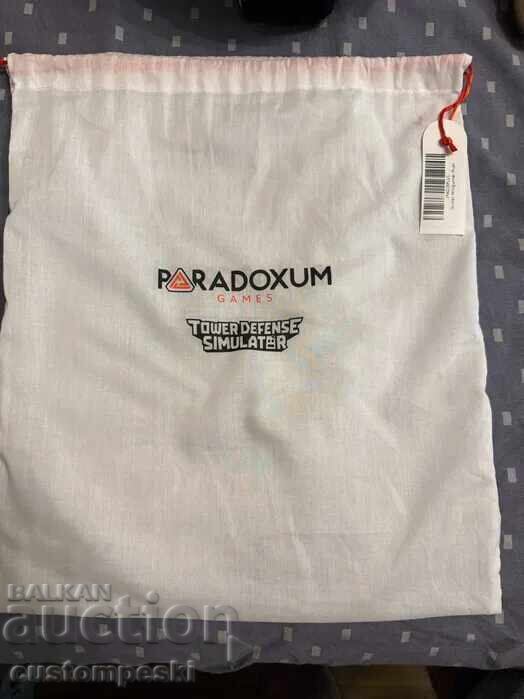 PARADOXUM
GAMES
TOWER DEFENSE
SIMULATOR
BALKAN
auction
custompeski